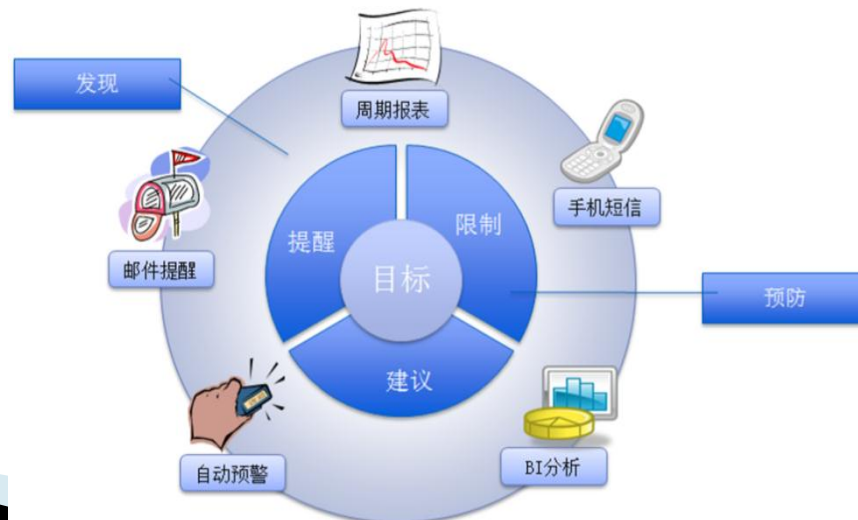 发现
周期报表
手机短信
提醒
限制
邮件提醒
目标
预防
建议
自动预警
BI分析